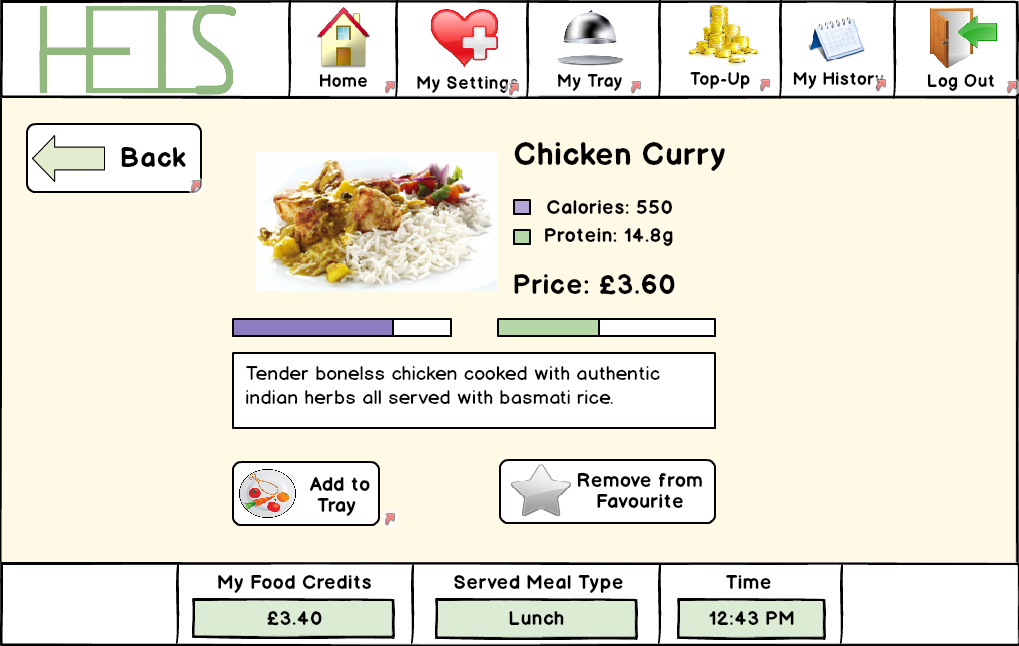 HETS
Home
My Settings
My Tray
Top-Up
My History
Log Out
Back
Chicken Curry
Calories: 550
Protein: 14.8g
Price: £3.60
Tender bonelss chicken cooked with authentic
indian herbs all served with basmati rice.
Add to
Tray
Remove from
Favourite
My Food Credits
£3.40
Served Meal Type
Lunch
Time
12:43 PM